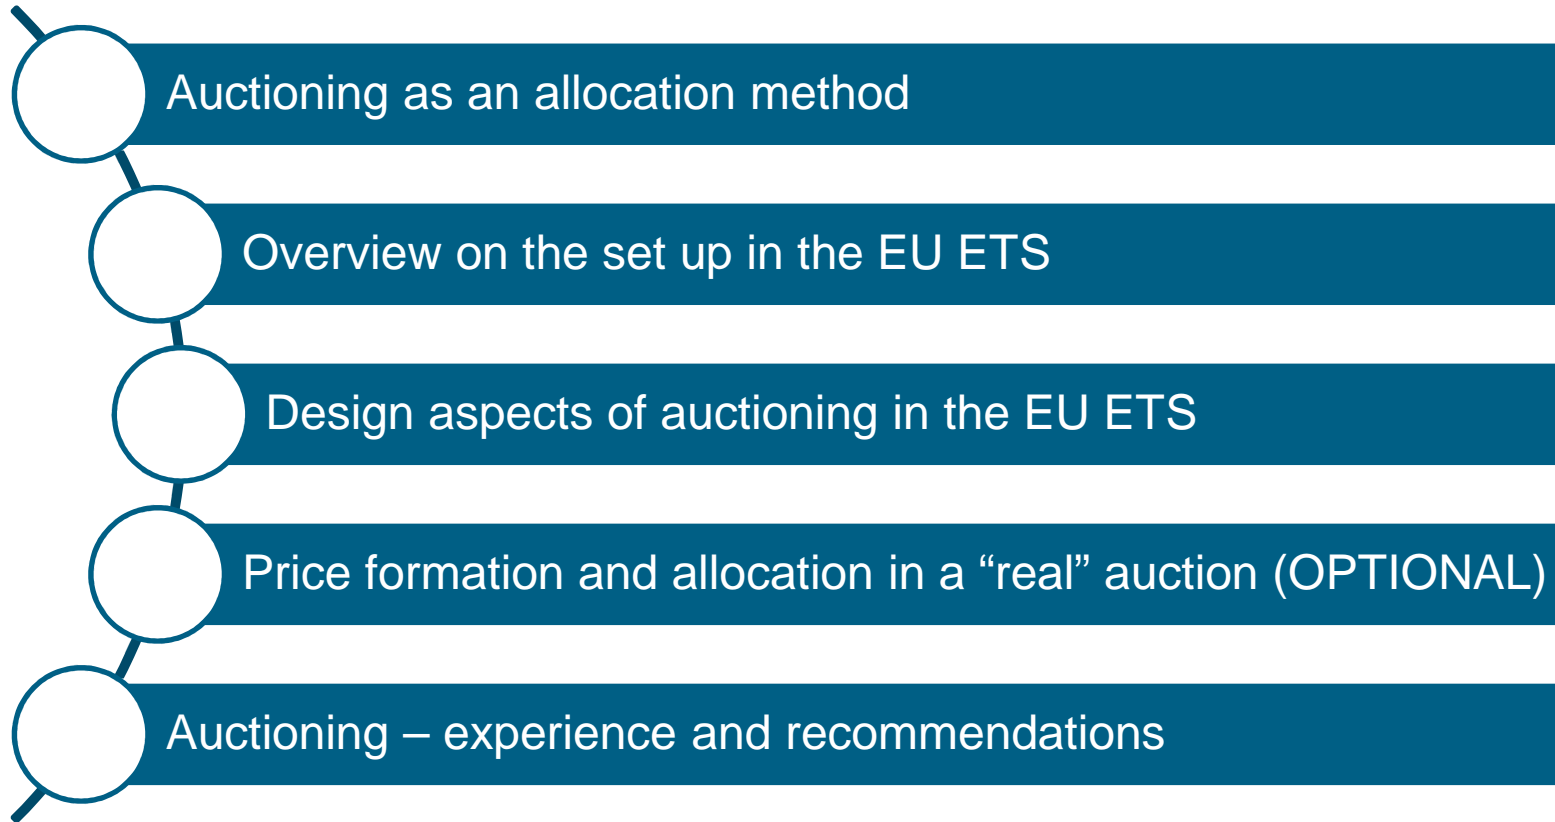 Auctioning as an allocation method
Overview on the set up in the EU ETS
Design aspects of auctioning in the EU ETS
Price formation and allocation in a “real” auction (OPTIONAL)
Auctioning – experience and recommendations